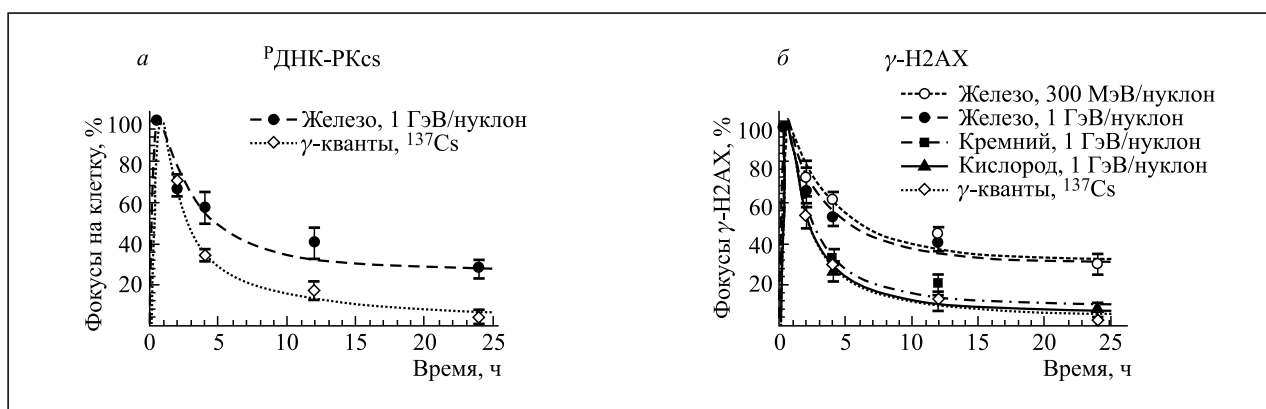 а ᴾДНК-РКcs
Фокусы на клетку, %
100
80
60
40
20
0 5 10 15 20 25
Время, ч
Железо, 1 ГэВ/нуклон
γ-кванты, ¹³⁷Cs
б γ-H2AX
Фокусы γ-H2AX, %
100
80
60
40
20
0 5 10 15 20 25
Время, ч
Железо, 300 МэВ/нуклон
Железо, 1 ГэВ/нуклон
Кремний, 1 ГэВ/нуклон
Кислород, 1 ГэВ/нуклон
γ-кванты, ¹³⁷Cs